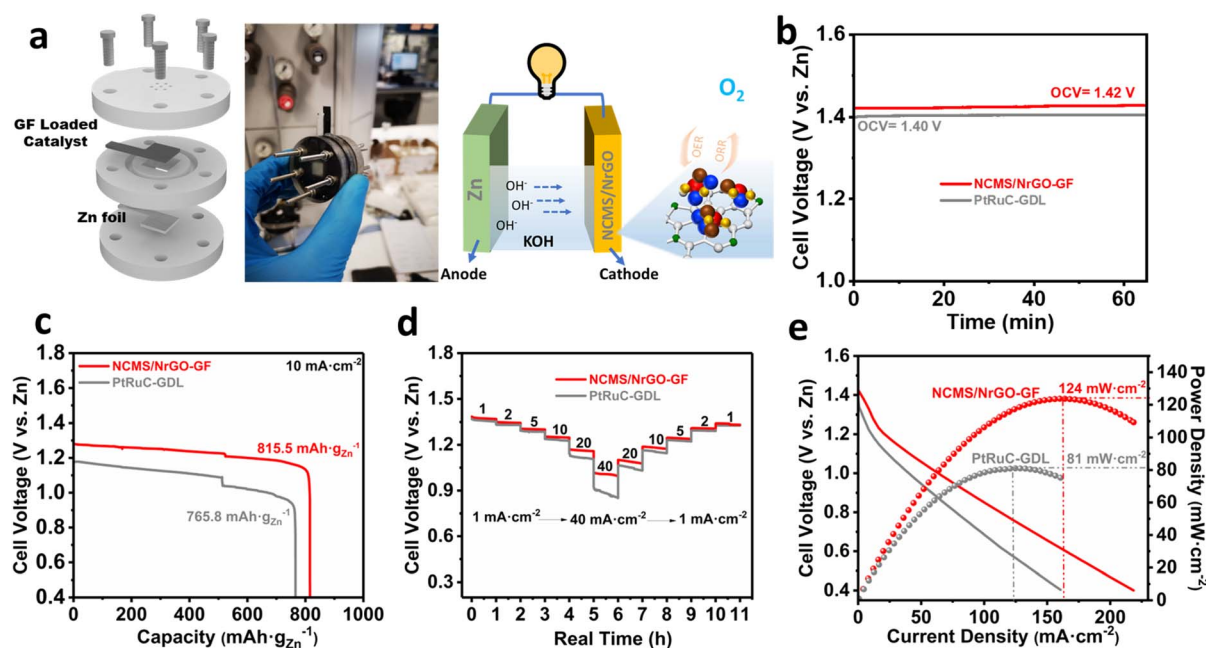 a
GF Loaded
Catalyst
Zn foil
O₂
OER
ORR
Zn
OH⁻
OH⁻
OH⁻
KOH
NCMS/NrGO
Anode
Cathode
b
Cell Voltage (V vs. Zn)
1.6
1.4
1.2
1.0
OCV= 1.42 V
OCV= 1.40 V
NCMS/NrGO-GF
PtRuC-GDL
0 20 40 60
Time (min)
c
Cell Voltage (V vs. Zn)
1.8
1.6
1.4
1.2
1.0
0.8
0.6
0.4
NCMS/NrGO-GF 10 mA·cm⁻²
PtRuC-GDL
815.5 mAh·g_Zn⁻¹
765.8 mAh·g_Zn⁻¹
0 200 400 600 800 1000
Capacity (mAh·g_Zn⁻¹)
d
Cell Voltage (V vs. Zn)
1.8
1.5
1.2
0.9
0.6
0.3
NCMS/NrGO-GF
PtRuC-GDL
1 2 5 10 20 40 20 10 5 2 1
1 mA·cm⁻² 40 mA·cm⁻² 1 mA·cm⁻²
0 1 2 3 4 5 6 7 8 9 10 11
Real Time (h)
e
Cell Voltage (V vs. Zn)
1.6
1.4
1.2
1.0
0.8
0.6
0.4
NCMS/NrGO-GF 124 mW·cm⁻²
PtRuC-GDL 81 mW·cm⁻²
0 50 100 150 200
Current Density (mA·cm⁻²)
140
120
100
80
60
40
20
0
Power Density (mW·cm⁻²)